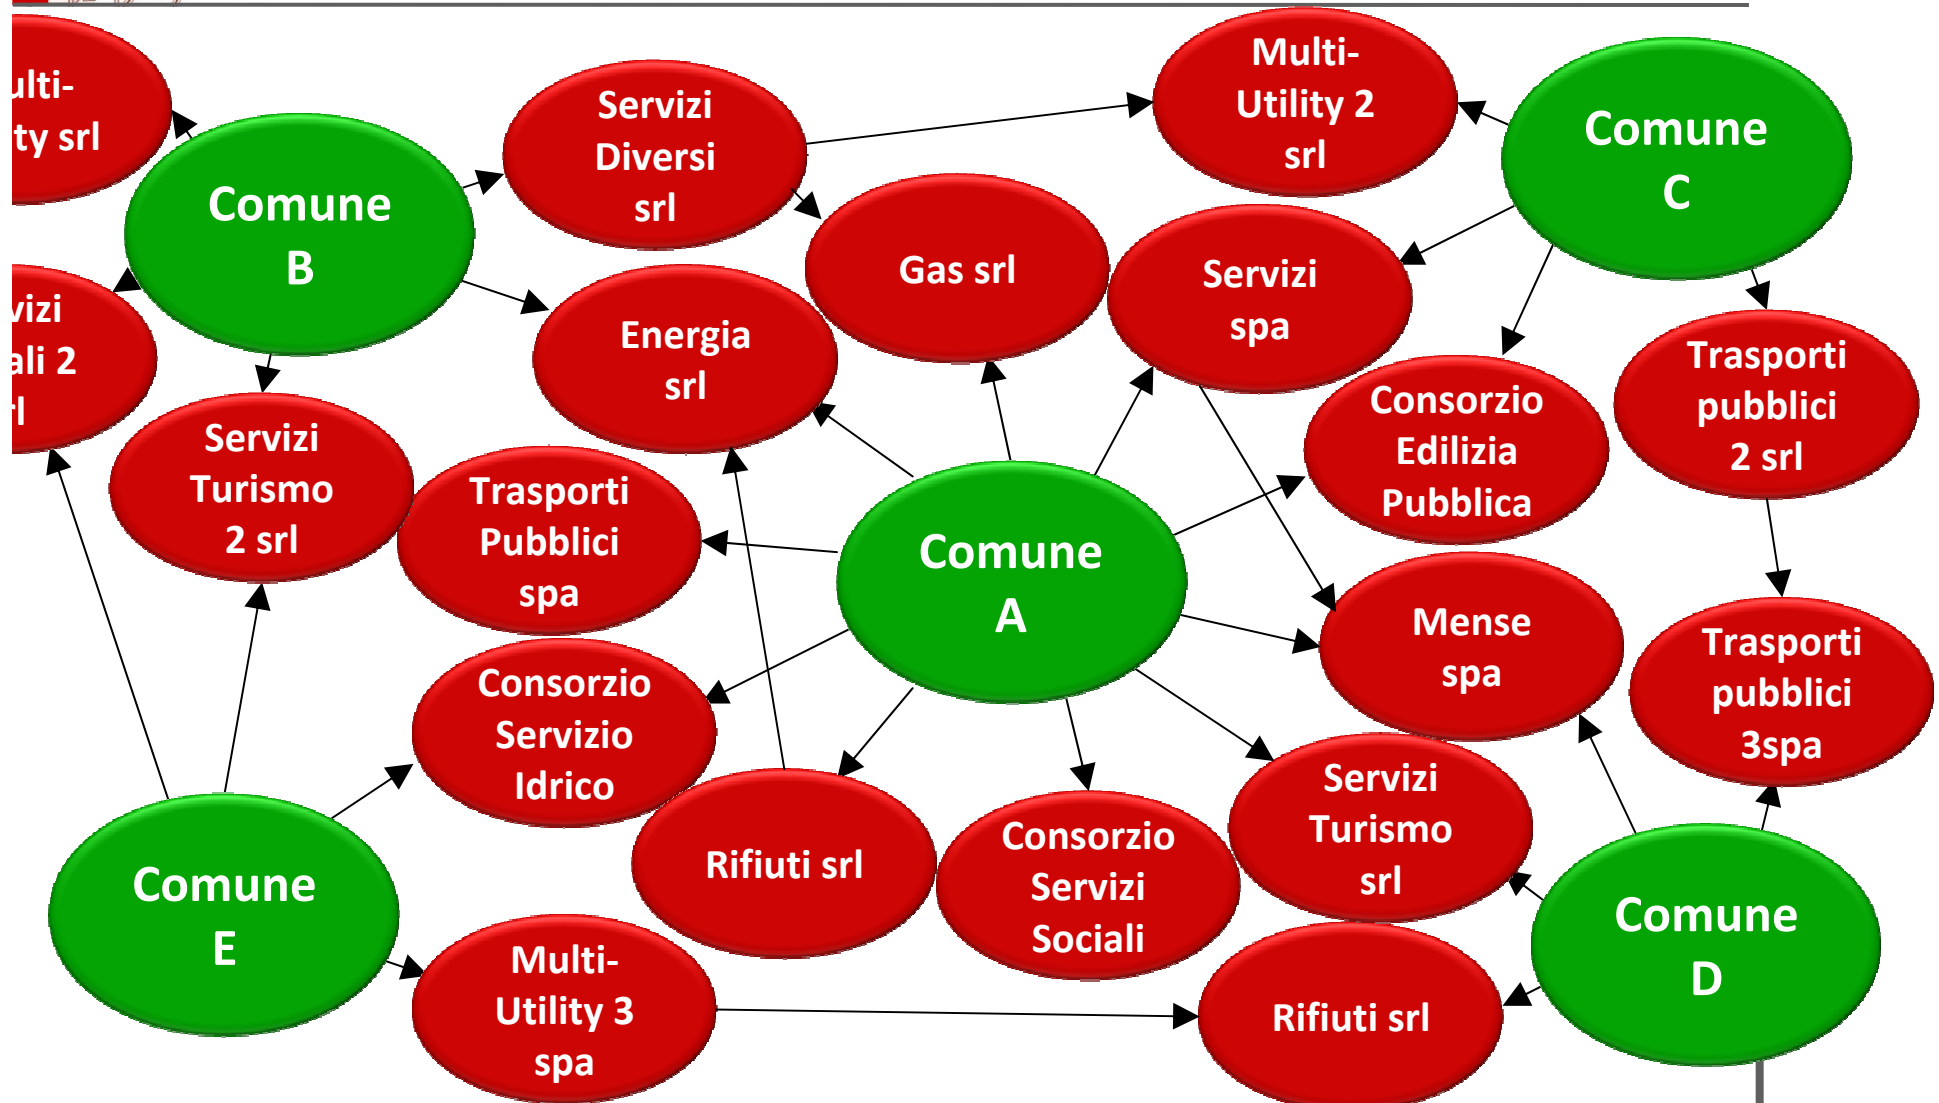 ulti-
ty srl
Comune
B
Servizi
Diversi
srl
Multi-
Utility 2
srl
Comune
C
Gas srl
Servizi
spa
vizi
ali 2
rl
Energia
srl
Servizi
Turismo
2 srl
Trasporti
Pubblici
spa
Consorzio
Edilizia
Pubblica
Trasporti
pubblici
2 srl
Comune
A
Mense
spa
Trasporti
pubblici
3spa
Consorzio
Servizio
Idrico
Comune
E
Rifiuti srl
Consorzio
Servizi
Sociali
Servizi
Turismo
srl
Comune
D
Multi-
Utility 3
spa
Rifiuti srl